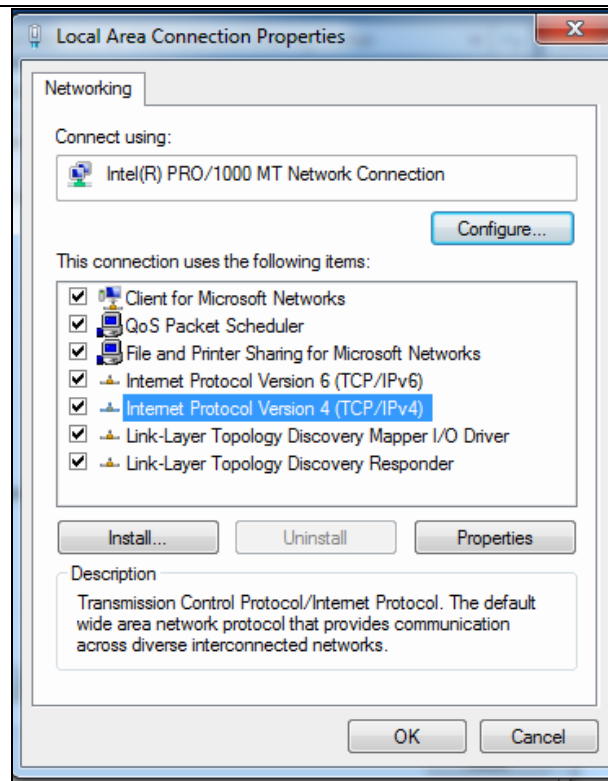 Local Area Connection Properties
Networking
Connect using:
Intel(R) PRO/1000 MT Network Connection
Configure...
This connection uses the following items:
Client for Microsoft Networks
QoS Packet Scheduler
File and Printer Sharing for Microsoft Networks
Internet Protocol Version 6 (TCP/IPv6)
Internet Protocol Version 4 (TCP/IPv4)
Link-Layer Topology Discovery Mapper I/O Driver
Link-Layer Topology Discovery Responder
Install... Uninstall Properties
Description
Transmission Control Protocol/Internet Protocol. The default
wide area network protocol that provides communication
across diverse interconnected networks.
OK Cancel